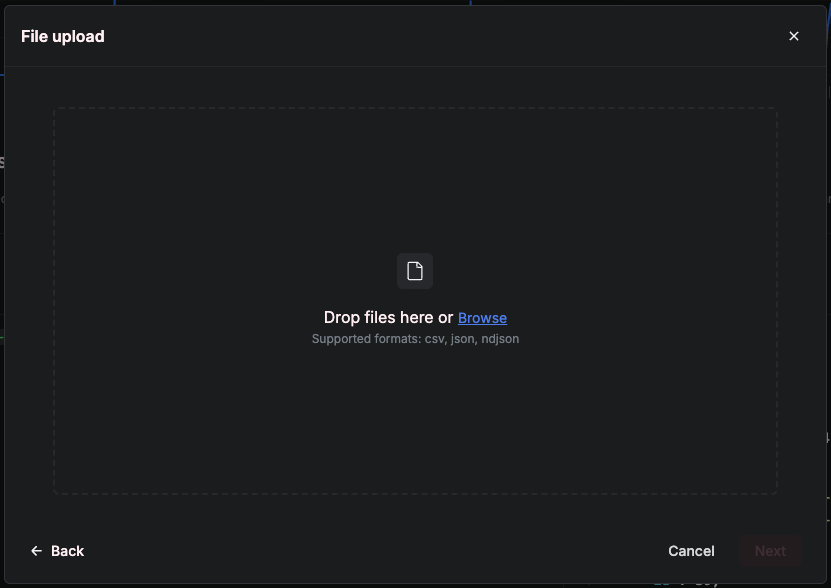 File upload
Drop files here or Browse
Supported formats: csv, json, ndjson
Back
Cancel
Next